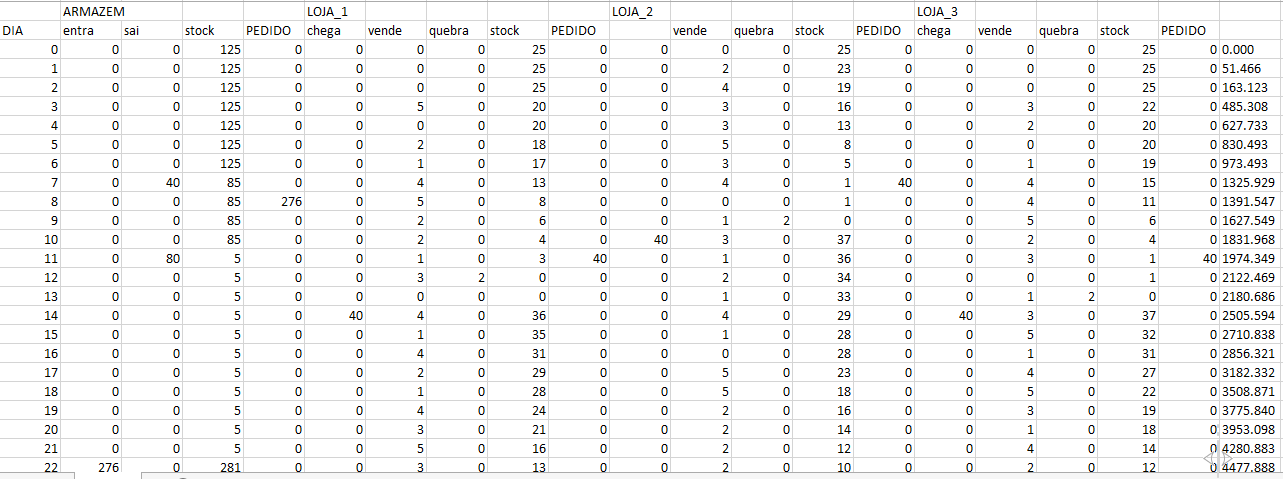 ARMAZEM LOJA_1 LOJA_2 LOJA_3
DIA entra sai stock PEDIDO chega vende quebra stock PEDIDO vende quebra stock PEDIDO chega vende quebra stock PEDIDO
0 0 0 125 0 0 0 0 25 0 0 0 0 25 0 0 0 0 25 0 0.000
1 0 0 125 0 0 0 0 25 0 0 2 0 23 0 0 0 0 25 0 51.466
2 0 0 125 0 0 0 0 25 0 0 4 0 19 0 0 0 0 25 0 163.123
3 0 0 125 0 0 5 0 20 0 0 3 0 16 0 0 3 0 22 0 485.308
4 0 0 125 0 0 0 0 20 0 0 3 0 13 0 0 2 0 20 0 627.733
5 0 0 125 0 0 2 0 18 0 0 5 0 8 0 0 0 0 20 0 830.493
6 0 0 125 0 0 1 0 17 0 0 3 0 5 0 0 1 0 19 0 973.493
7 0 40 85 0 0 4 0 13 0 0 4 0 1 40 0 4 0 15 0 1325.929
8 0 0 85 276 0 5 0 8 0 0 0 0 1 0 0 4 0 11 0 1391.547
9 0 0 85 0 0 2 0 6 0 0 1 2 0 0 0 5 0 6 0 1627.549
10 0 0 85 0 0 2 0 4 0 40 3 0 37 0 0 2 0 4 0 1831.968
11 0 80 5 0 0 1 0 3 40 0 1 0 36 0 0 3 0 1 40 1974.349
12 0 0 5 0 0 3 2 0 0 0 2 0 34 0 0 0 0 1 0 2122.469
13 0 0 5 0 0 0 0 0 0 0 1 0 33 0 0 1 2 0 0 2180.686
14 0 0 5 0 40 4 0 36 0 0 4 0 29 0 40 3 0 37 0 2505.594
15 0 0 5 0 0 1 0 35 0 0 1 0 28 0 0 5 0 32 0 2710.838
16 0 0 5 0 0 4 0 31 0 0 0 0 28 0 0 1 0 31 0 2856.321
17 0 0 5 0 0 2 0 29 0 0 5 0 23 0 0 4 0 27 0 3182.332
18 0 0 5 0 0 1 0 28 0 0 5 0 18 0 0 5 0 22 0 3508.871
19 0 0 5 0 0 4 0 24 0 0 2 0 16 0 0 3 0 19 0 3775.840
20 0 0 5 0 0 3 0 21 0 0 2 0 14 0 0 1 0 18 0 3953.098
21 0 0 5 0 0 5 0 16 0 0 2 0 12 0 0 4 0 14 0 4280.883
22 276 0 281 0 0 3 0 13 0 0 2 0 10 0 0 2 0 12 0 4477.888